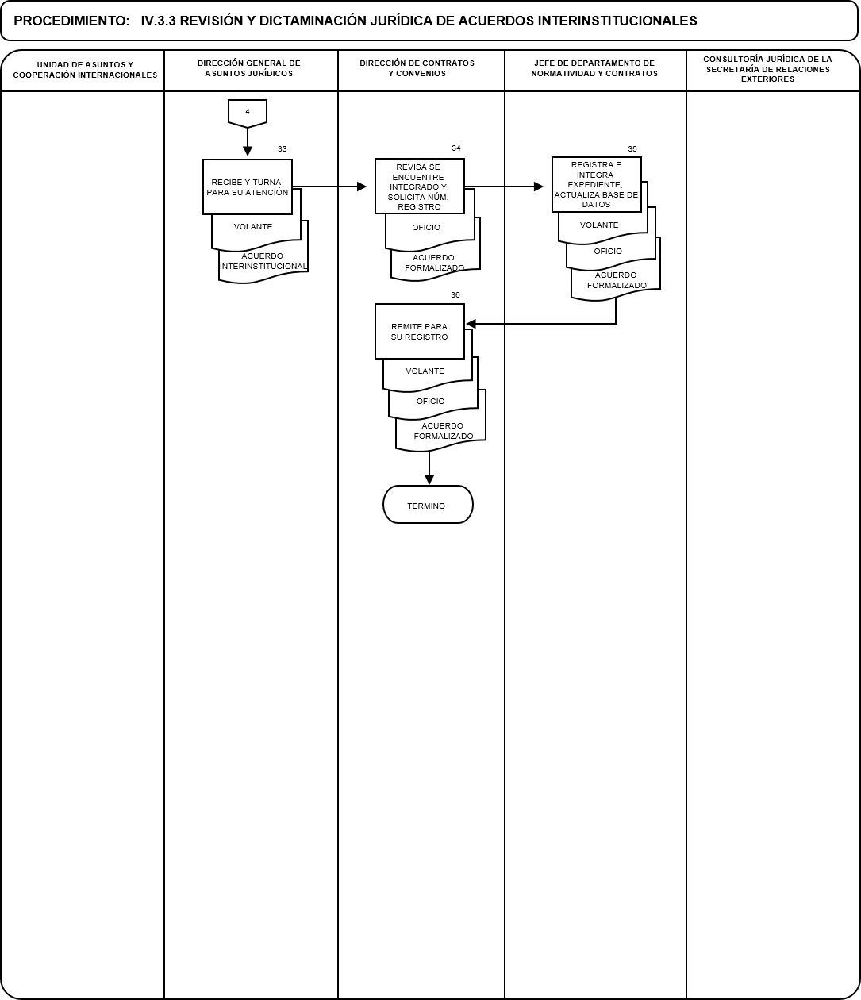 PROCEDIMIENTO: IV.3.3 REVISIÓN Y DICTAMINACIÓN JURÍDICA DE ACUERDOS INTERINSTITUCIONALES
UNIDAD DE ASUNTOS Y
COOPERACIÓN INTERNACIONALES
DIRECCIÓN GENERAL DE
ASUNTOS JURÍDICOS
DIRECCIÓN DE CONTRATOS
Y CONVENIOS
JEFE DE DEPARTAMENTO DE
NORMATIVIDAD Y CONTRATOS
CONSULTORÍA JURÍDICA DE LA
SECRETARÍA DE RELACIONES
EXTERIORES
4
33
RECIBE Y TURNA
PARA SU ATENCIÓN
VOLANTE
ACUERDO
INTERINSTITUCIONAL
34
REVISA SE
ENCUENTRE
INTEGRADO Y
SOLICITA NÚM.
REGISTRO
OFICIO
ACUERDO
FORMALIZADO
35
REGISTRA E
INTEGRA
EXPEDIENTE,
ACTUALIZA BASE DE
DATOS
VOLANTE
OFICIO
ACUERDO
FORMALIZADO
36
REMITE PARA
SU REGISTRO
VOLANTE
OFICIO
ACUERDO
FORMALIZADO
TERMINO